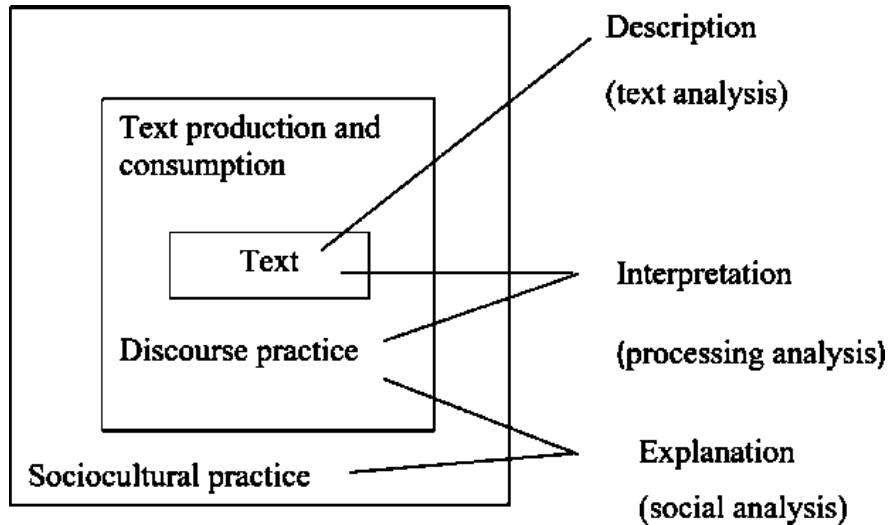 Description
(text analysis)
Text production and
consumption
Text
Interpretation
Discourse practice
(processing analysis)
Explanation
Sociocultural practice
(social analysis)